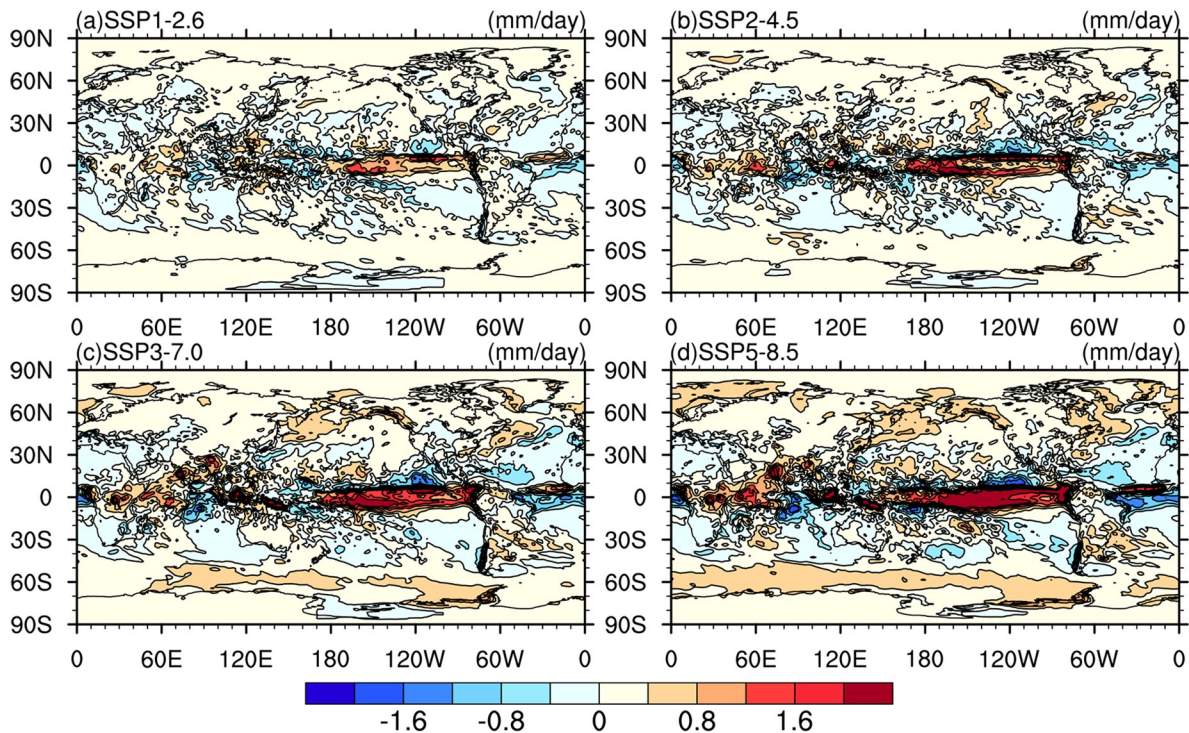 (a)SSP1-2.6 (mm/day) (b)SSP2-4.5 (mm/day)
90N 90N
60N 60N
30N 30N
0 0
30S 30S
60S 60S
90S 90S
0 60E 120E 180 120W 60W 0 0 60E 120E 180 120W 60W 0
(c)SSP3-7.0 (mm/day) (d)SSP5-8.5 (mm/day)
90N 90N
60N 60N
30N 30N
0 0
30S 30S
60S 60S
90S 90S
0 60E 120E 180 120W 60W 0 0 60E 120E 180 120W 60W 0
-1.6 -0.8 0 0.8 1.6